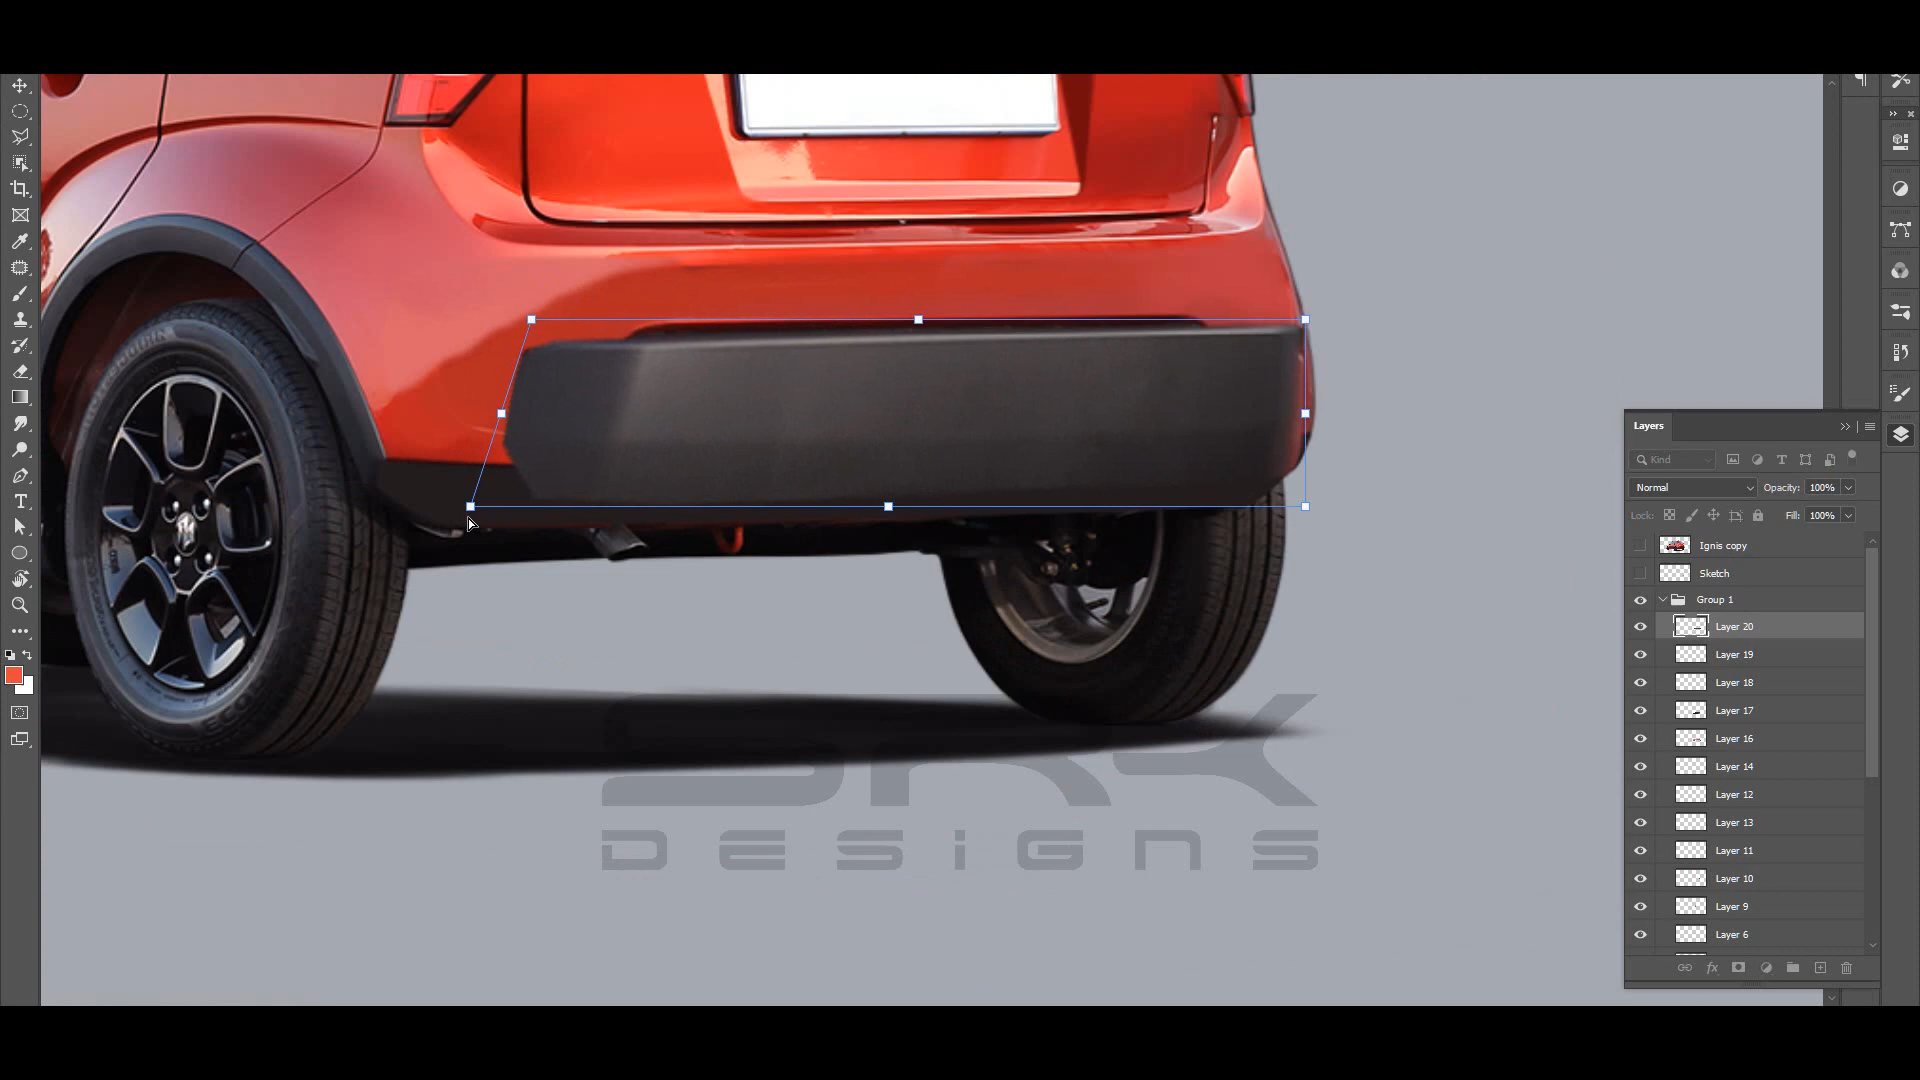 Layers
Kind
Normal
Opacity: 100%
Lock:
Fill: 100%
Ignis copy
Sketch
Group 1
Layer 20
Layer 19
Layer 18
Layer 17
Layer 16
Layer 14
Layer 12
Layer 13
Layer 11
Layer 10
Layer 9
Layer 6
SRK
DESIGNS